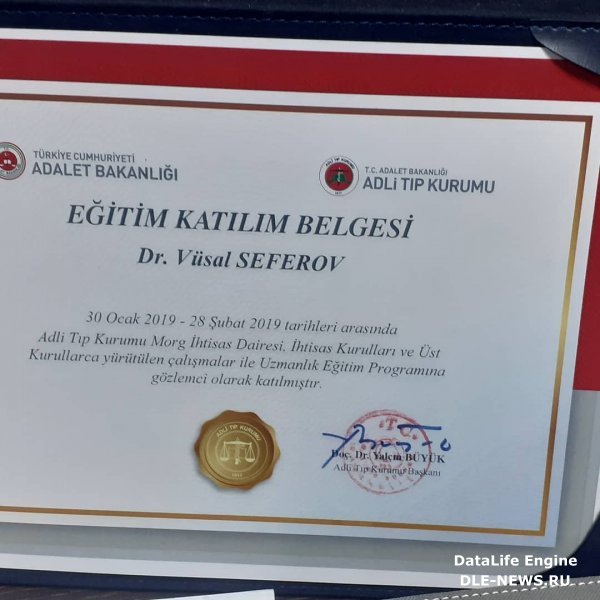 TÜRKİYE CUMHURİYETİ
ADALET BAKANLIĞI
T.C. ADALET BAKANLIĞI
ADLİ TIP KURUMU
EĞİTİM KATILIM BELGESİ
Dr. Vüsal SEFEROV
30 Ocak 2019 - 28 Şubat 2019 tarihleri arasında
Adli Tıp Kurumu Morg İhtisas Dairesi, İhtisas Kurulları ve Üst
Kurullarca yürütülen çalışmalar ile Uzmanlık Eğitim Programına
gözlemci olarak katılmıştır.
ADLİ TIP KURUMU
T.C.
Doç. Dr. Yalçın BÜYÜK
Adli Tıp Kurumu Başkanı
DataLife Engine
DLE-NEWS.RU